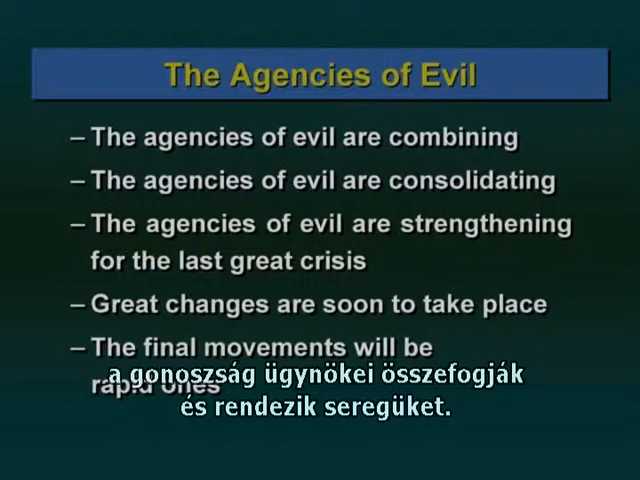 The Agencies of Evil
– The agencies of evil are combining
– The agencies of evil are consolidating
– The agencies of evil are strengthening
for the last great crisis
– Great changes are soon to take place
– The final movements will be
rapid ones
a gonoszság ügynökei összefogják
és rendezik seregüket.